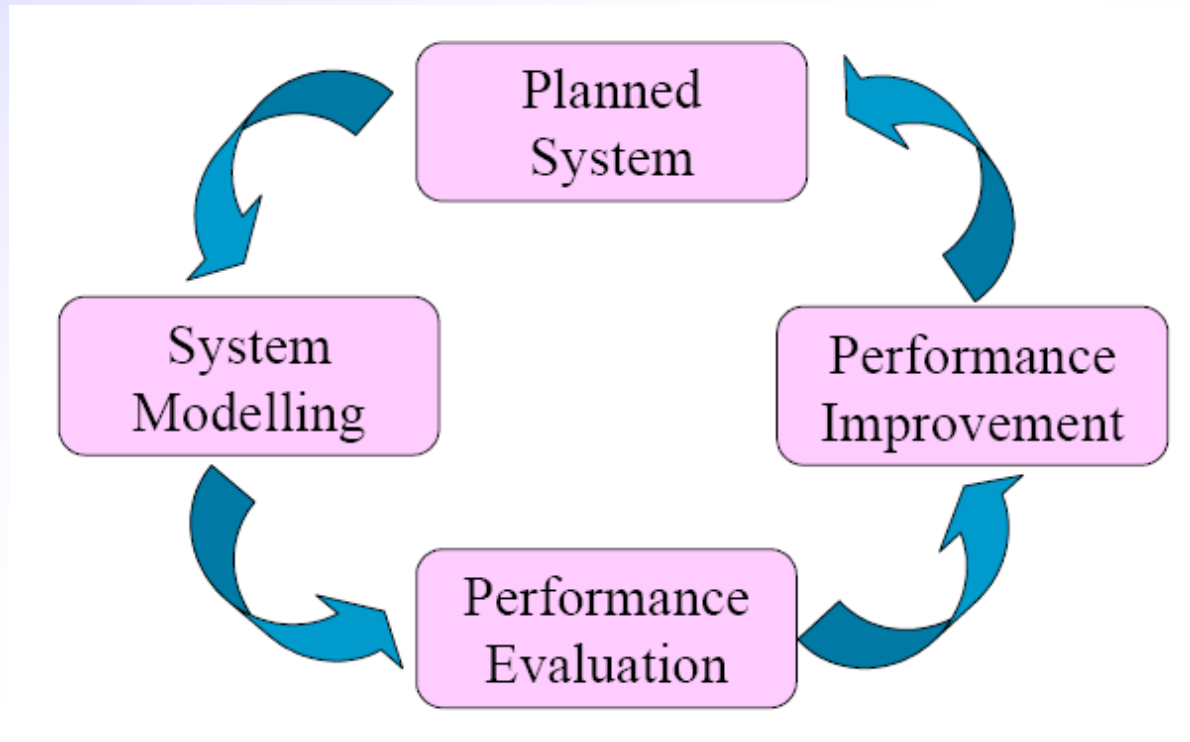 Planned
System
System
Modelling
Performance
Improvement
Performance
Evaluation